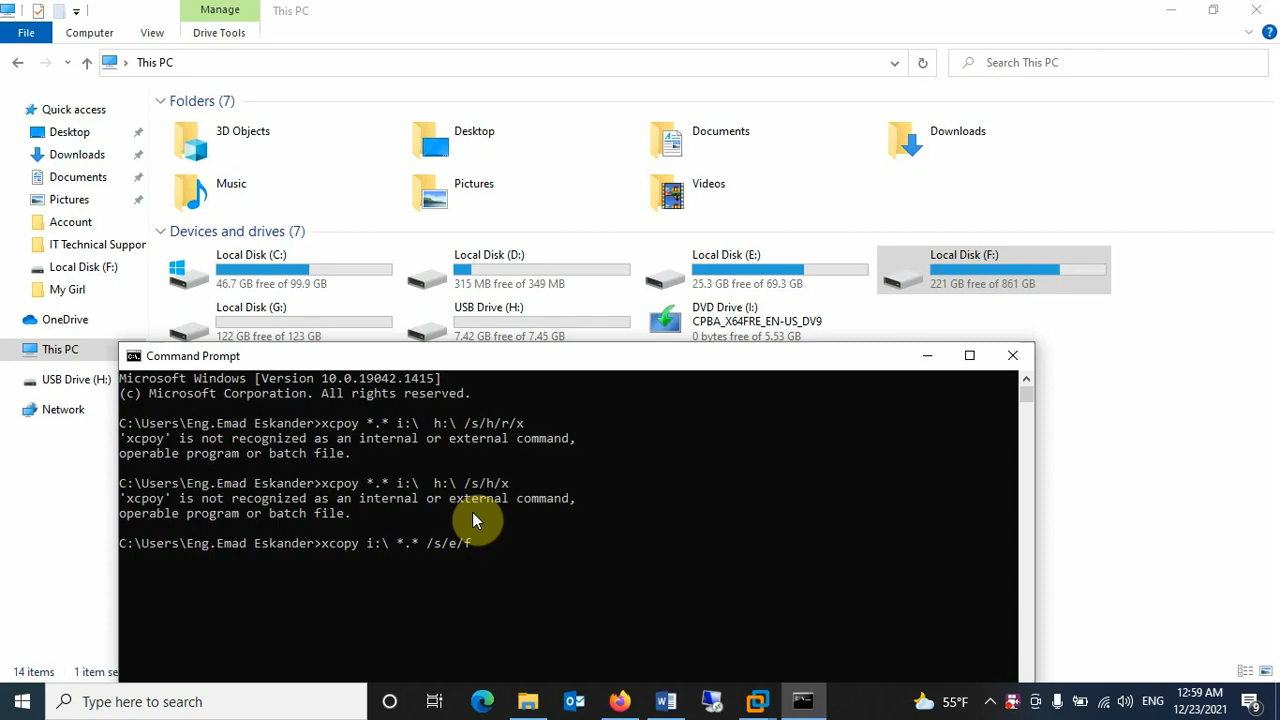 Manage
This PC
File
Computer
View
Drive Tools
This PC
Search This PC
Quick access
Desktop
Downloads
Documents
Pictures
Account
IT Technical Suppor
Local Disk (F:)
My Girl
OneDrive
This PC
USB Drive (H:)
Network
Folders (7)
3D Objects
Desktop
Documents
Downloads
Music
Pictures
Videos
Devices and drives (7)
Local Disk (C:)
46.7 GB free of 99.9 GB
Local Disk (D:)
315 MB free of 349 MB
Local Disk (E:)
25.3 GB free of 69.3 GB
Local Disk (F:)
221 GB free of 861 GB
Local Disk (G:)
122 GB free of 123 GB
USB Drive (H:)
7.42 GB free of 7.45 GB
DVD Drive (I:)
CPBA_X64FRE_EN-US_DV9
0 bytes free of 5.53 GB
Command Prompt
Microsoft Windows [Version 10.0.19042.1415]
(c) Microsoft Corporation. All rights reserved.
C:\Users\Eng.Emad Eskander>xcpoy *.* i:\  h:\ /s/h/r/x
'xcpoy' is not recognized as an internal or external command,
operable program or batch file.
C:\Users\Eng.Emad Eskander>xcpoy *.* i:\  h:\ /s/h/x
'xcpoy' is not recognized as an internal or external command,
operable program or batch file.
C:\Users\Eng.Emad Eskander>xcopy i:\ *.* /s/e/f
14 items
1 item se
Type here to search
55°F
ENG
12:59 AM
12/23/2021
9